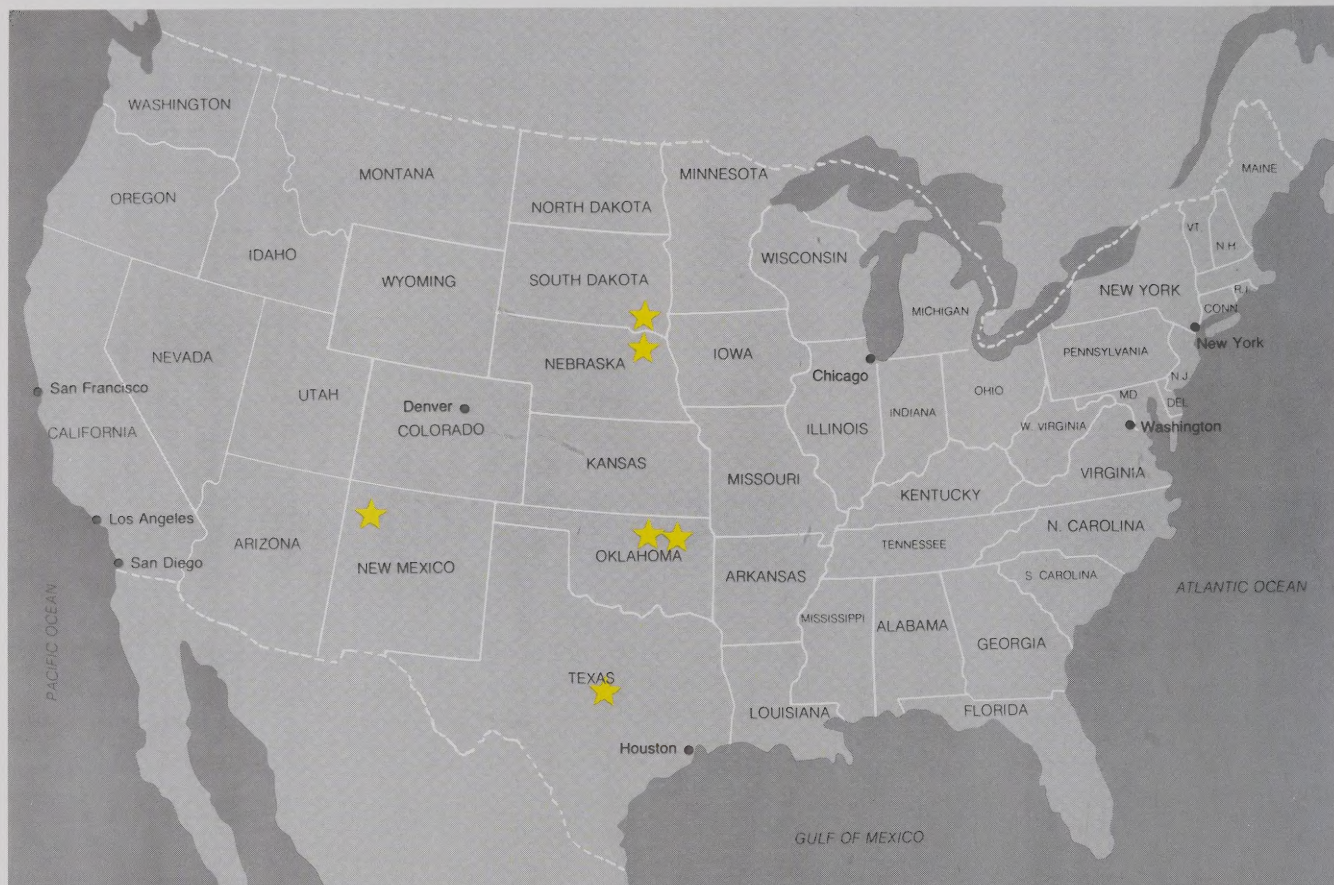 WASHINGTON
MONTANA
MINNESOTA
MAINE
OREGON
NORTH DAKOTA
VT.
N H
IDAHO
WISCONSIN
WYOMING
SOUTH DAKOTA
NEW YORK
R.I.
MICHIGAN
CONN.
NEVADA
NEBRASKA
IOWA
PENNSYLVANIA
New York
San Francisco
UTAH
Chicago
OHIO
N J
CALIFORNIA
Denver
COLORADO
ILLINOIS
INDIANA
MD
DEL
W. VIRGINIA
Washington
KANSAS
MISSOURI
KENTUCKY
VIRGINIA
Los Angeles
ARIZONA
NEW MEXICO
OKLAHOMA
TENNESSEE
N. CAROLINA
San Diego
ARKANSAS
S CAROLINA
ATLANTIC OCEAN
PACIFIC OCEAN
MISSISSIPPI
ALABAMA
GEORGIA
TEXAS
LOUISIANA
FLORIDA
Houston
GULF OF MEXICO